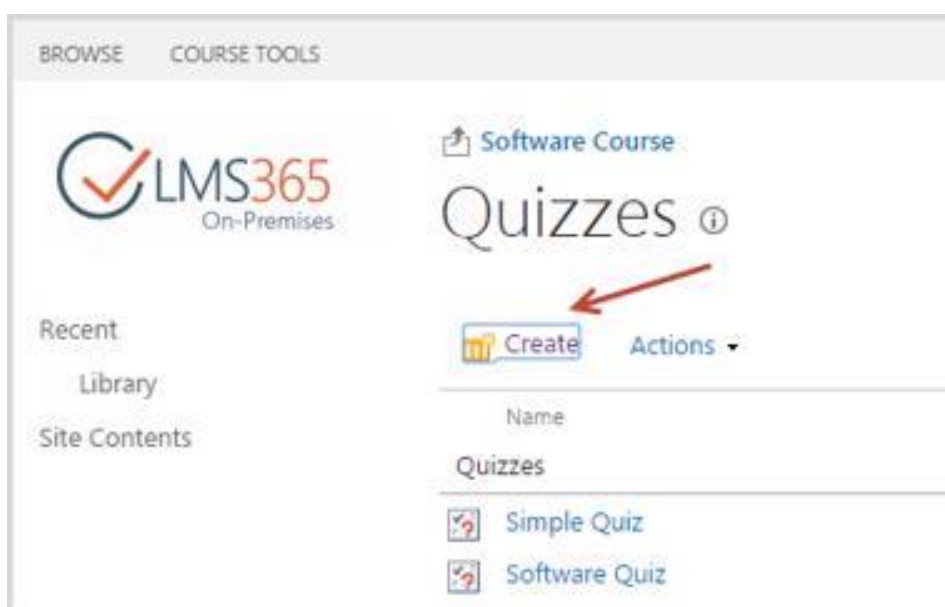 BROWSE COURSE TOOLS
LMS365
On-Premises
Software Course
Quizzes
Recent
Library
Site Contents
Create Actions
Name
Quizzes
Simple Quiz
Software Quiz